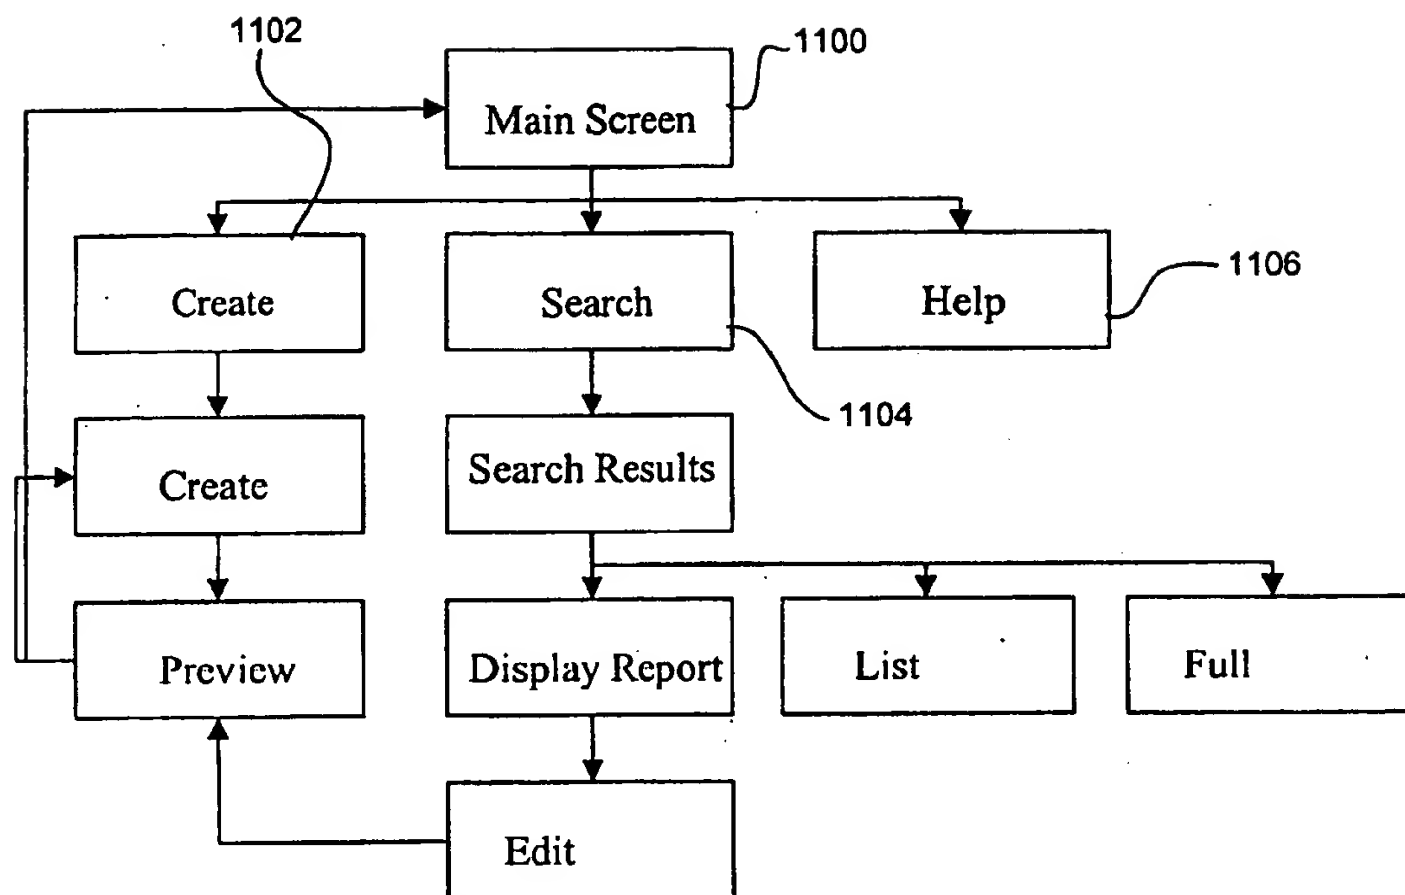 1102
1100
Main Screen
Create
Search
Help
1106
1104
Create
Search Results
Preview
Display Report
List
Full
Edit